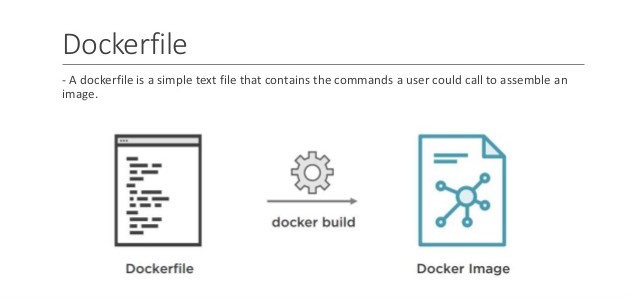 Dockerfile
- A dockerfile is a simple text file that contains the commands a user could call to assemble an
image.
docker build
Dockerfile
Docker Image